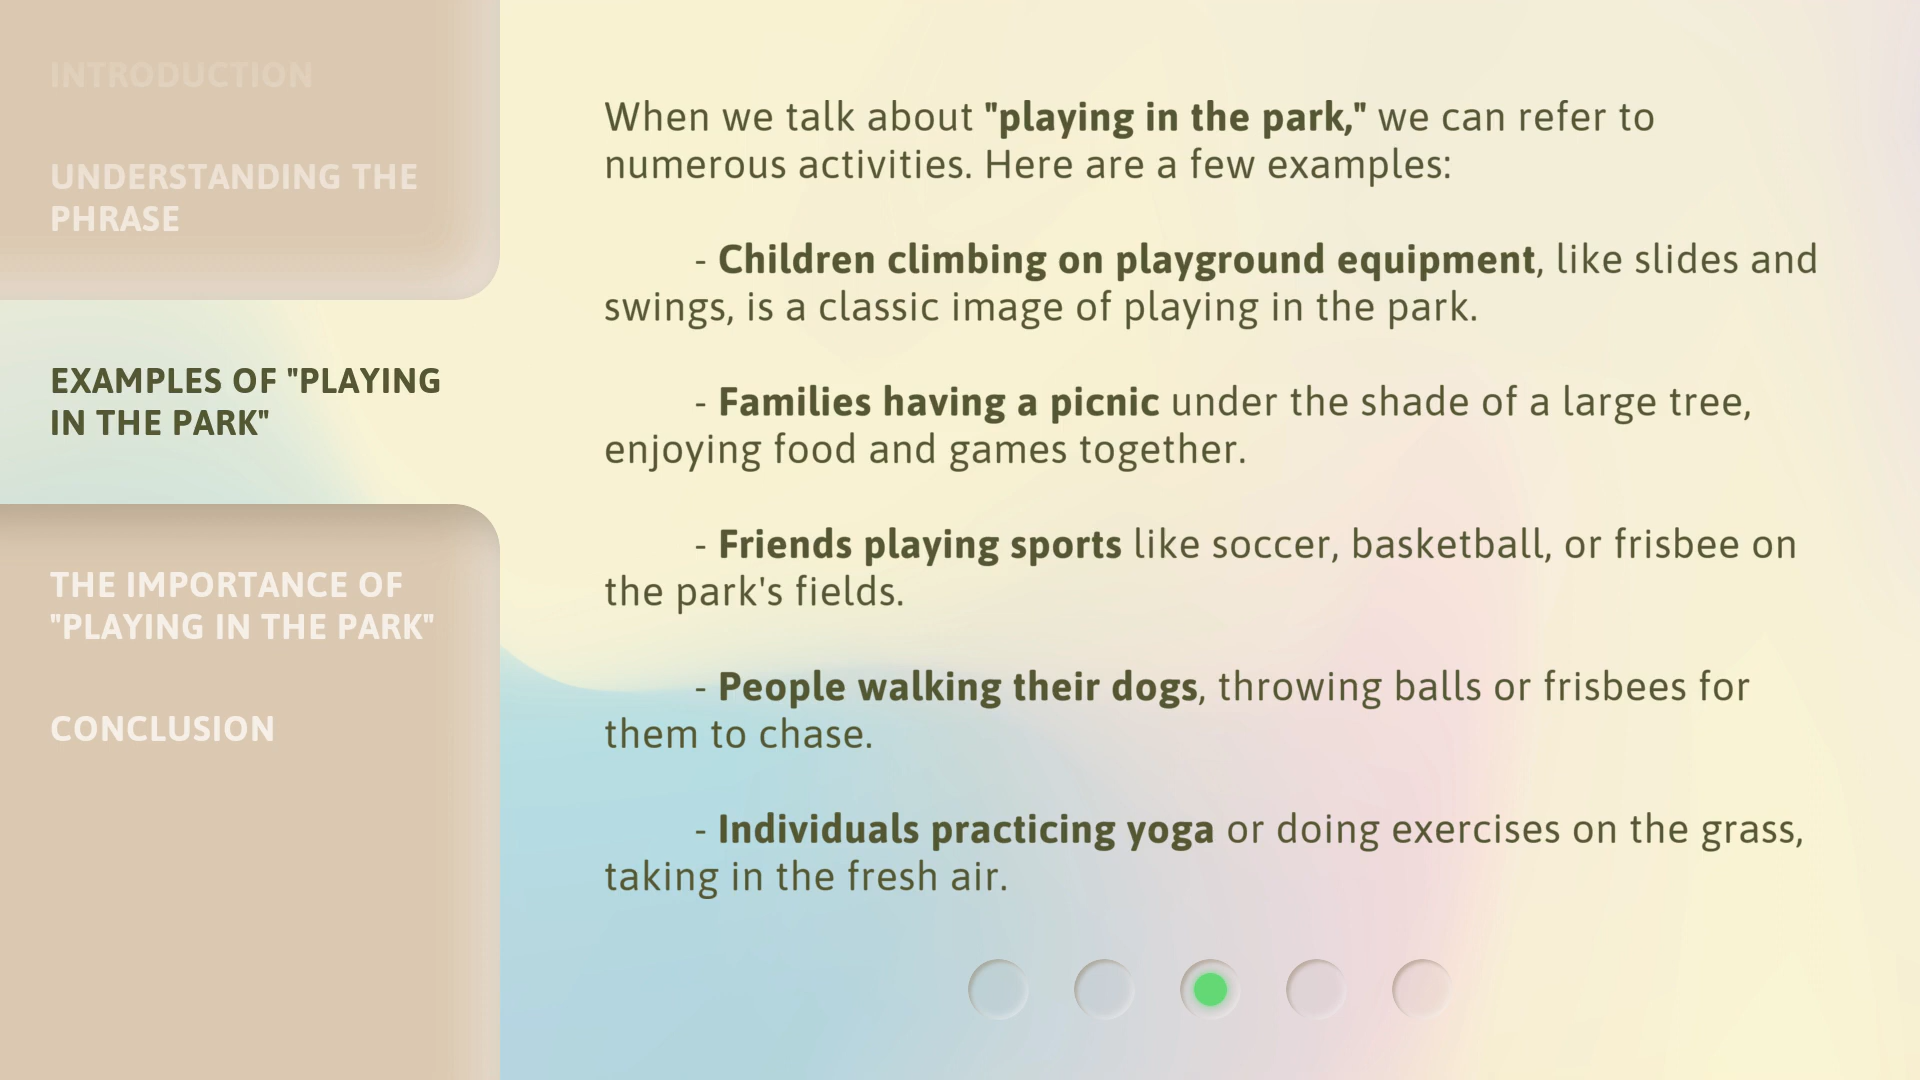 INTRODUCTION
UNDERSTANDING THE
PHRASE
EXAMPLES OF "PLAYING
IN THE PARK"
THE IMPORTANCE OF
"PLAYING IN THE PARK"
CONCLUSION
When we talk about "playing in the park," we can refer to
numerous activities. Here are a few examples:
- Children climbing on playground equipment, like slides and
swings, is a classic image of playing in the park.
- Families having a picnic under the shade of a large tree,
enjoying food and games together.
- Friends playing sports like soccer, basketball, or frisbee on
the park's fields.
- People walking their dogs, throwing balls or frisbees for
them to chase.
- Individuals practicing yoga or doing exercises on the grass,
taking in the fresh air.